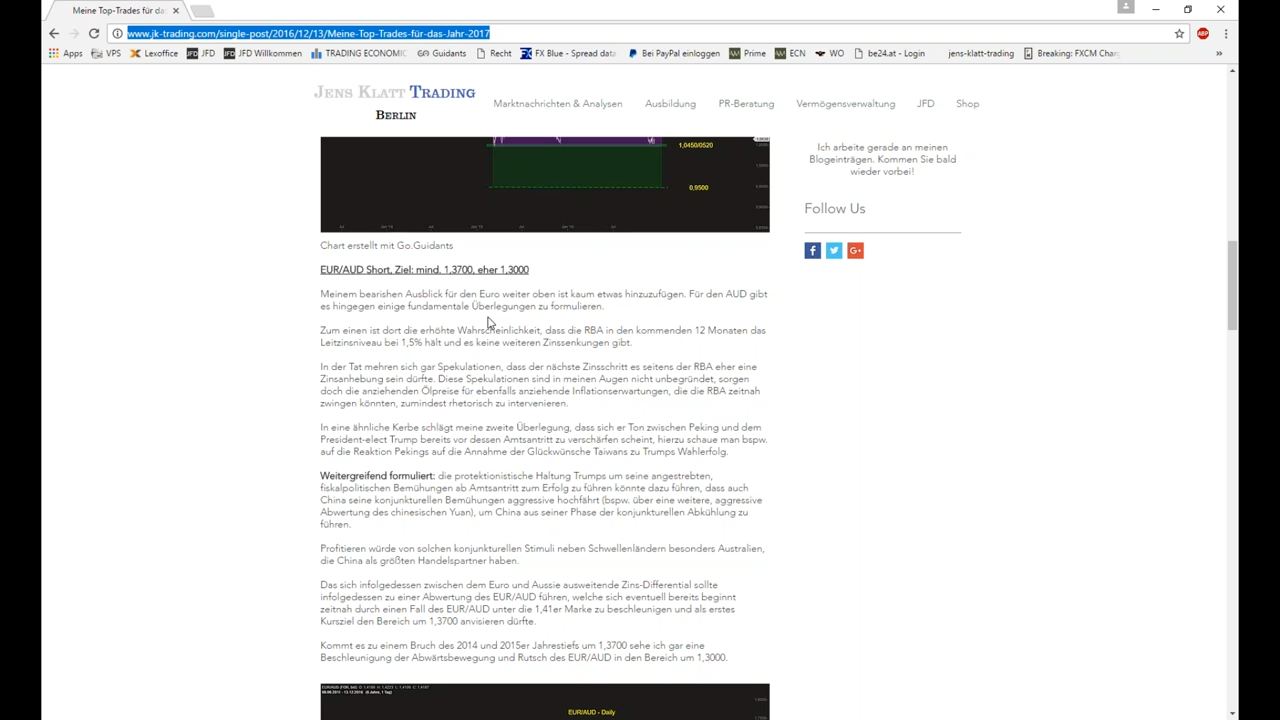 Meine Top-Trades für da
www.jk-trading.com/single-post/2016/12/13/Meine-Top-Trades-für-das-Jahr-2017
ABP
Apps VPS Lexoffice JFD JFD Willkommen TRADING ECONOMIC Guidants Recht FX Blue - Spread data Bei PayPal einloggen Prime ECN WO be24.at - Login jens-klatt-trading Breaking: FXCM Char
JENS KLATT TRADING
BERLIN
Marktnachrichten & Analysen Ausbildung PR-Beratung Vermögensverwaltung JFD Shop
1,0450/0520
0,9500
Ich arbeite gerade an meinen
Blogeinträgen. Kommen Sie bald
wieder vorbei!
Follow Us
Chart erstellt mit Go.Guidants
EUR/AUD Short, Ziel: mind. 1,3700, eher 1,3000
Meinem bearishen Ausblick für den Euro weiter oben ist kaum etwas hinzuzufügen. Für den AUD gibt
es hingegen einige fundamentale Überlegungen zu formulieren.
Zum einen ist dort die erhöhte Wahrscheinlichkeit, dass die RBA in den kommenden 12 Monaten das
Leitzinsniveau bei 1,5% hält und es keine weiteren Zinssenkungen gibt.
In der Tat mehren sich gar Spekulationen, dass der nächste Zinsschritt es seitens der RBA eher eine
Zinsanhebung sein dürfte. Diese Spekulationen sind in meinen Augen nicht unbegründet, sorgen
doch die anziehenden Ölpreise für ebenfalls anziehende Inflationserwartungen, die die RBA zeitnah
zwingen könnten, zumindest rhetorisch zu intervenieren.
In eine ähnliche Kerbe schlägt meine zweite Überlegung, dass sich er Ton zwischen Peking und dem
President-elect Trump bereits vor dessen Amtsantritt zu verschärfen scheint, hierzu schaue man bspw.
auf die Reaktion Pekings auf die Annahme der Glückwünsche Taiwans zu Trumps Wahlerfolg.
Weitergreifend formuliert: die protektionistische Haltung Trumps um seine angestrebten,
fiskalpolitischen Bemühungen ab Amtsantritt zum Erfolg zu führen könnte dazu führen, dass auch
China seine konjunkturellen Bemühungen aggressive hochfährt (bspw. über eine weitere, aggressive
Abwertung des chinesischen Yuan), um China aus seiner Phase der konjunkturellen Abkühlung zu
führen.
Profitieren würde von solchen konjunkturellen Stimuli neben Schwellenländern besonders Australien,
die China als größten Handelspartner haben.
Das sich infolgedessen zwischen dem Euro und Aussie ausweitende Zins-Differential sollte
infolgedessen zu einer Abwertung des EUR/AUD führen, welche sich eventuell bereits beginnt
zeitnah durch einen Fall des EUR/AUD unter die 1,41er Marke zu beschleunigen und als erstes
Kursziel den Bereich um 1,3700 anvisieren dürfte.
Kommt es zu einem Bruch des 2014 und 2015er Jahrestiefs um 1,3700 sehe ich gar eine
Beschleunigung der Abwärtsbewegung und Rutsch des EUR/AUD in den Bereich um 1,3000.
EUR/AUD - Daily